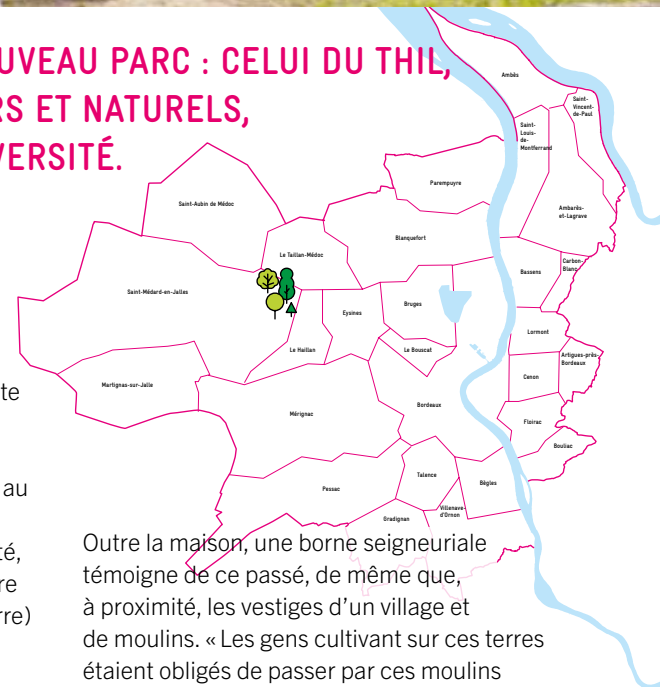 UVEAU PARC : CELUI DU THIL,
RS ET NATURELS,
VERSITÉ.
Ambès
Saint-
Vincent-
de-Paul
Saint-
Louis-
de-
Montferrand
Parempuyre
Saint-Aubin de Médoc
Ambarès-
et-Lagrave
Blanquefort
Le Taillan-Médoc
Carbon-
Blanc
Bassens
Saint-Médard-en-Jalles
Bruges
Eysines
Lormont
Le Haillan
Le Bouscat
Artigues-près-
Bordeaux
Cenon
Martignas-sur-Jalle
Bordeaux
Mérignac
Floirac
Bouliac
Talence
Bègles
Pessac
Villenave-
d'Ornon
Gradignan
te
au
té,
re
rre)
Outre la maison, une borne seigneuriale
témoigne de ce passé, de même que,
à proximité, les vestiges d’un village et
de moulins. « Les gens cultivant sur ces terres
étaient obligés de passer par ces moulins